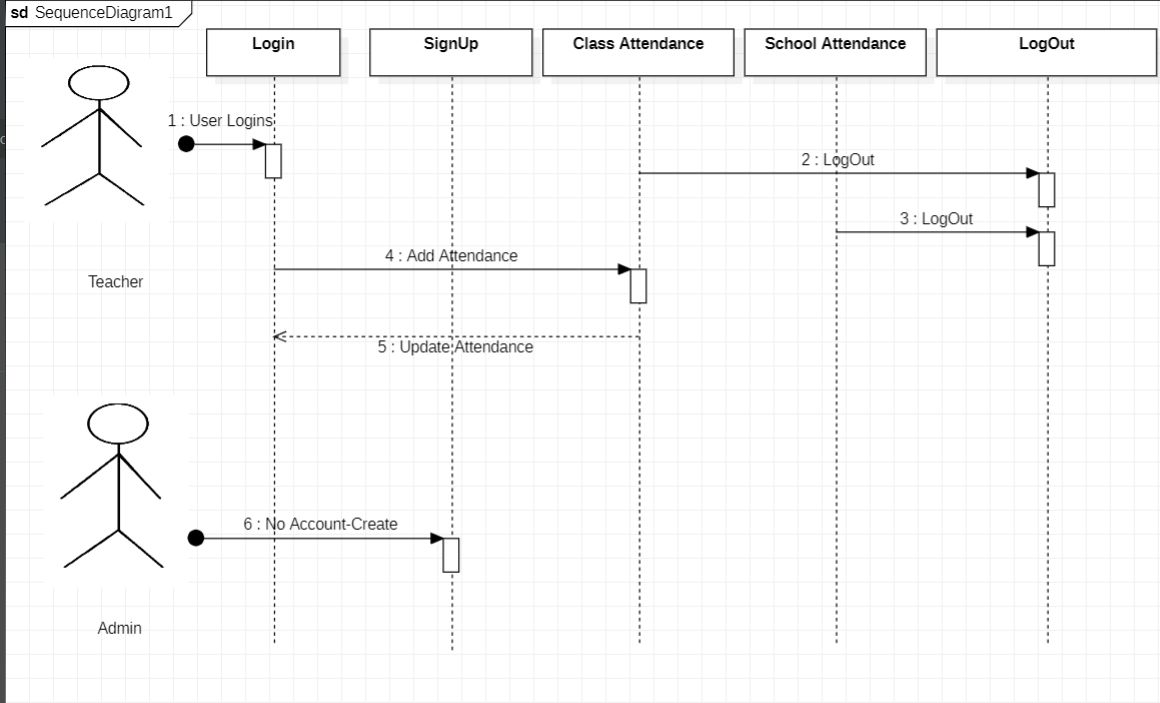 sd SequenceDiagram1
Login
SignUp
Class Attendance
School Attendance
LogOut
1 : User Logins
2 : LogOut
3 : LogOut
4 : Add Attendance
Teacher
5 : Update Attendance
6 : No Account-Create
Admin